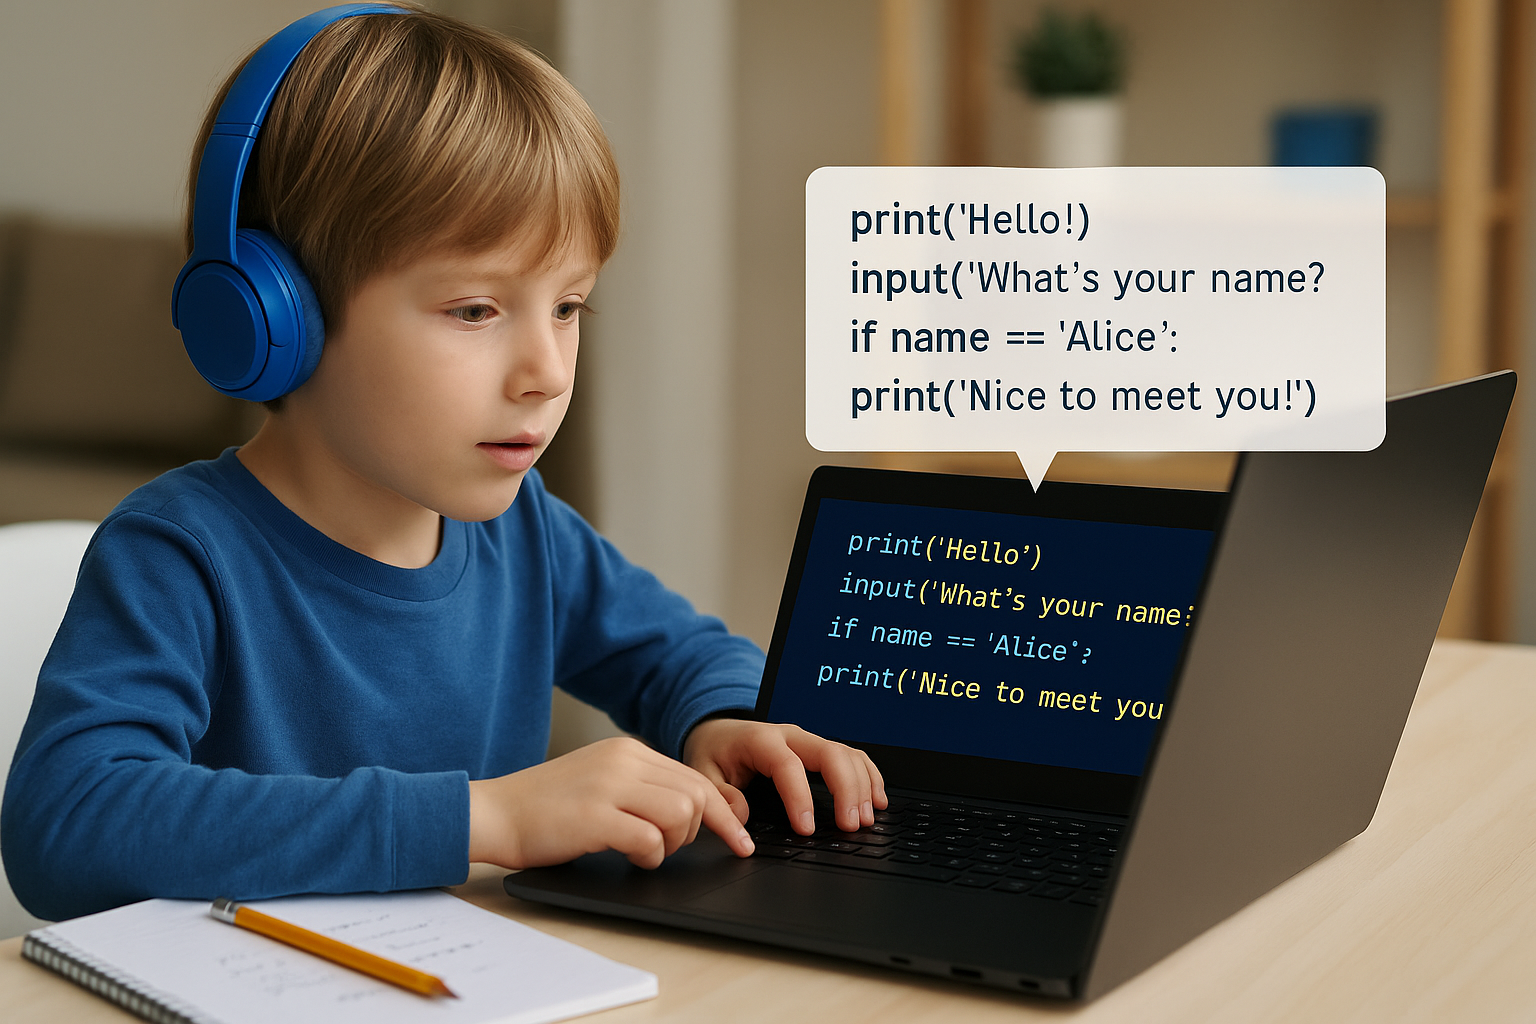 print('Hello!)
input('What's your name?
if name == 'Alice’:
print('Nice to meet you!')
print('Hello’)
input('What’s your name:
if name == 'Alice':
print('Nice to meet you